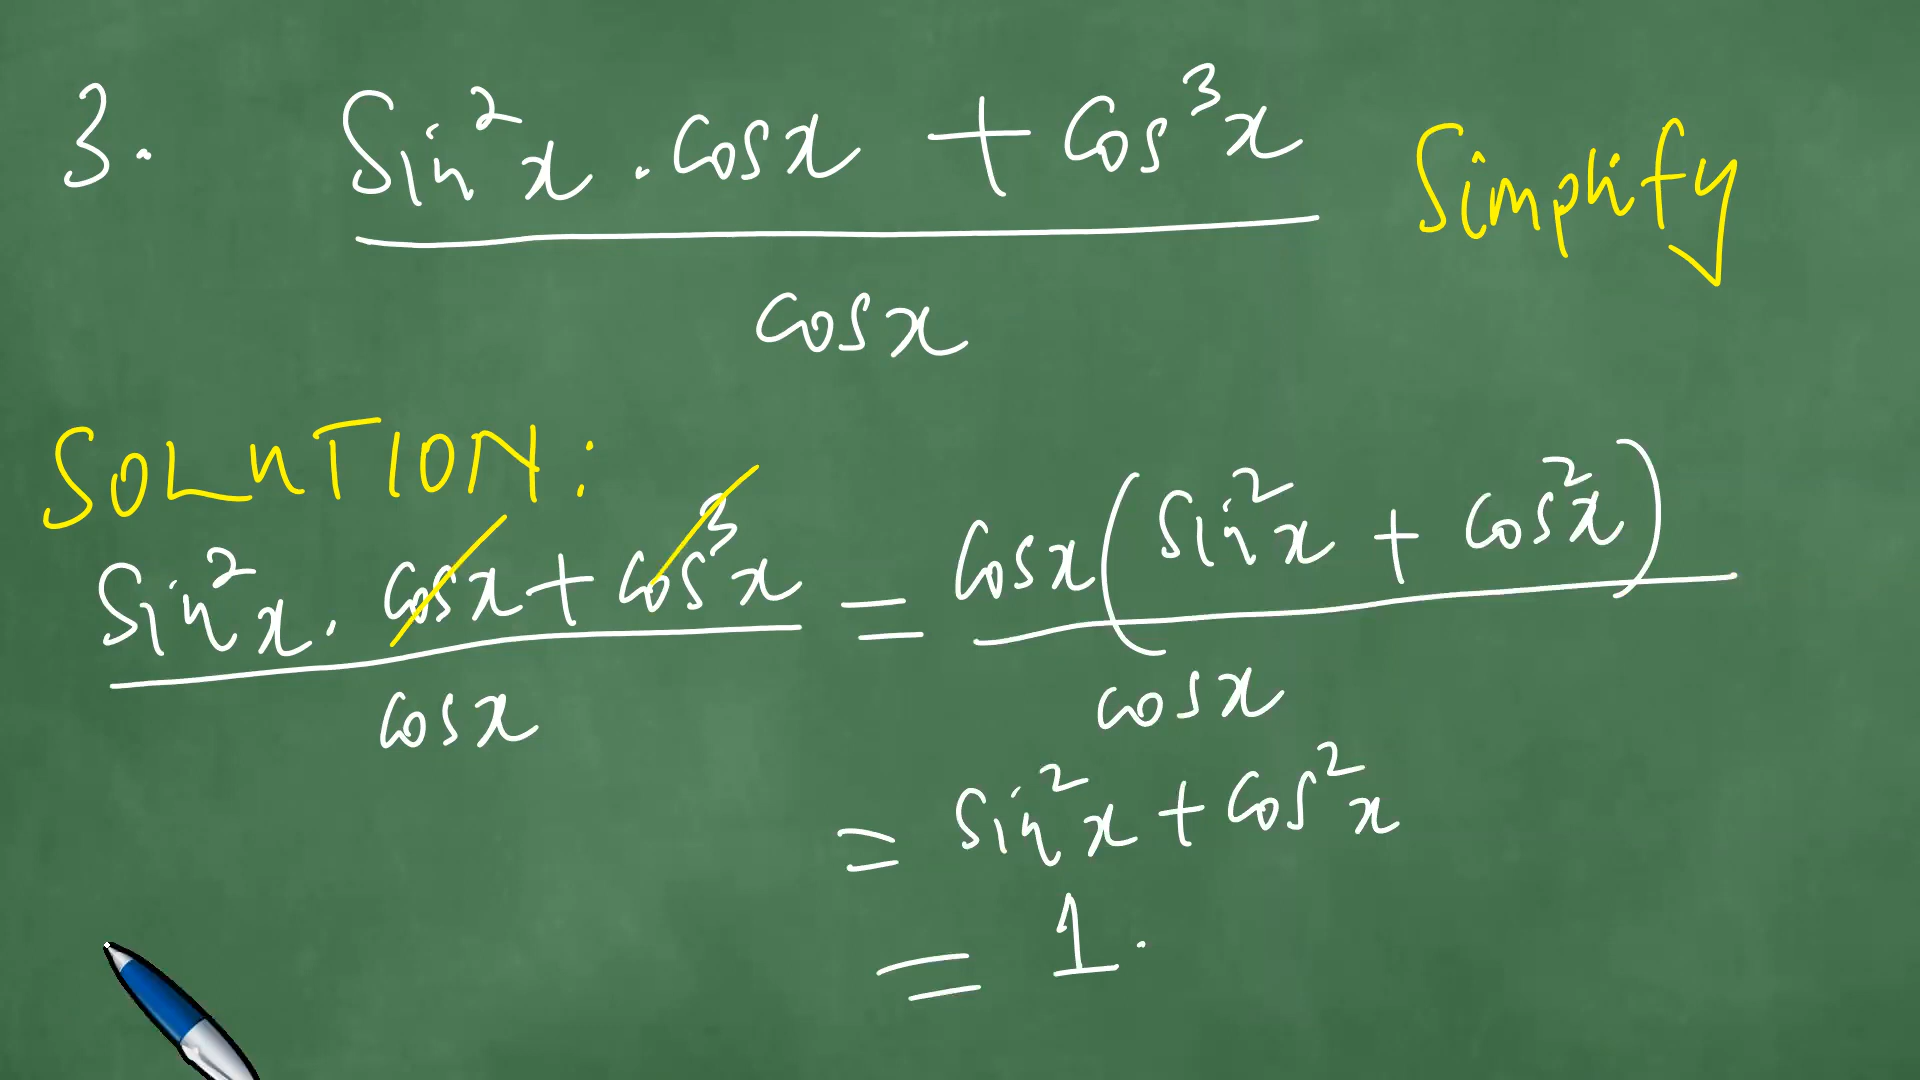 3. Sin²x . Cosx + Cos³x Simplify
cosx
SOLUTION:
Sin²x . Cosx + Cos³x = Cosx(Sin²x + Cos²x)
Cosx cosx
= Sin²x + Cos²x
= 1.